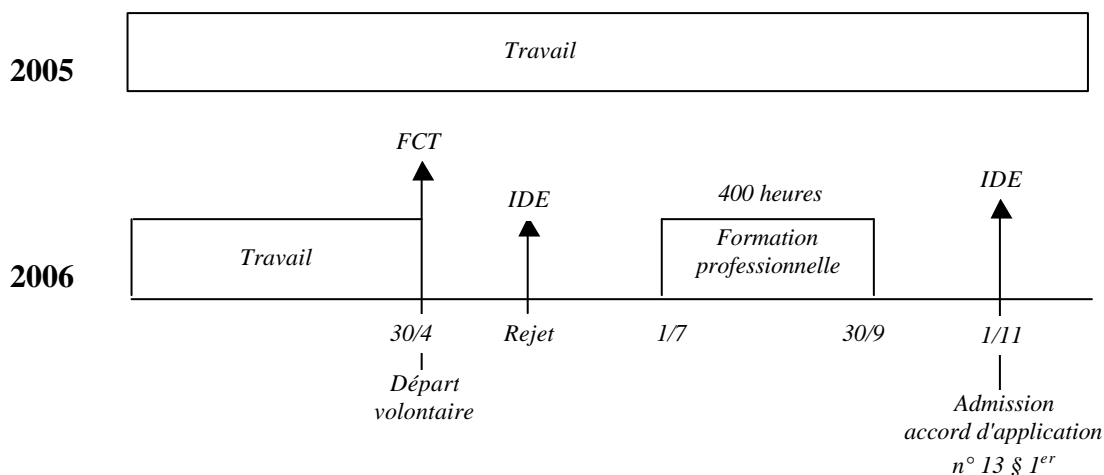 2005
Travail
FCT
IDE
400 heures
IDE
2006
Travail
Formation
professionnelle
30/4
Rejet
1/7
30/9
1/11
Départ
volontaire
Admission
accord d'application
n° 13 § 1er